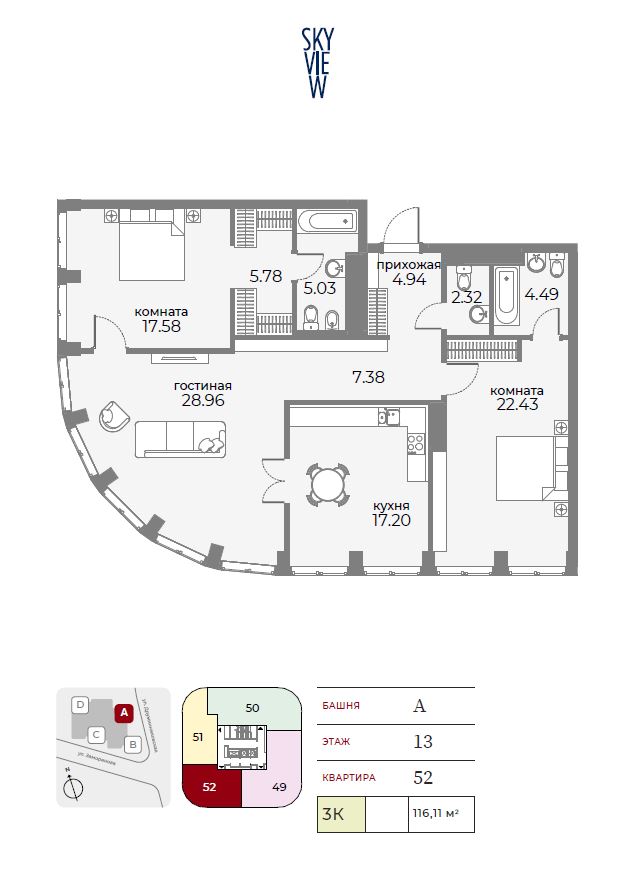 SKY
VIE
W
прихожая
4.94
5.78
5.03
2.32
4.49
комната
17.58
гостиная
28.96
7.38
комната
22.43
кухня
17.20
D
A
C
B
ул. Заморенова
N
50
51
52
49
БАШНЯ A
ЭТАЖ 13
КВАРТИРА 52
3К 116,11 м²